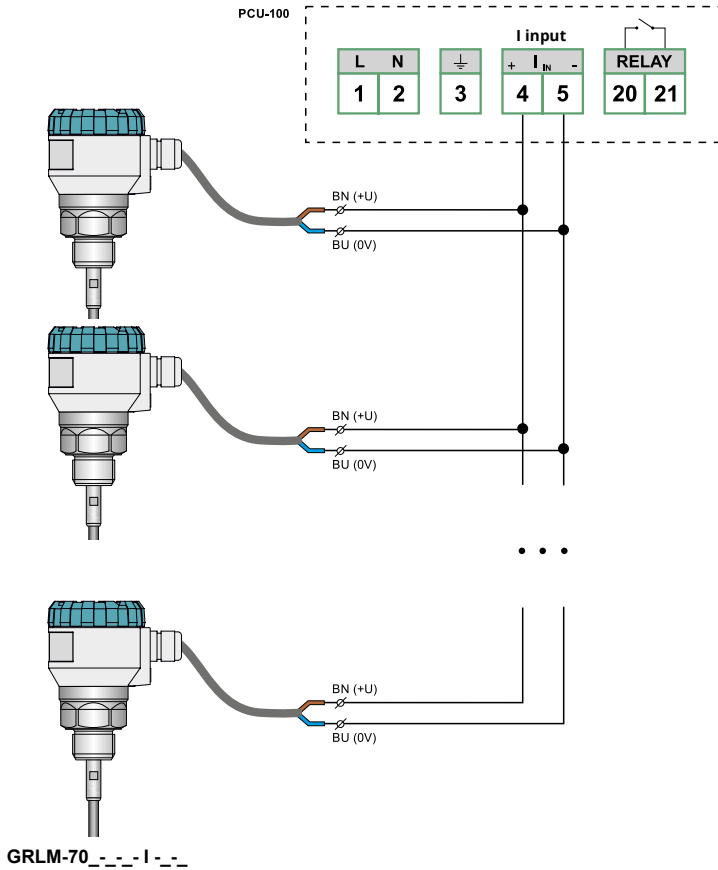 PCU-100
I input
L N
+ I IN -
RELAY
1 2
3
4 5
20 21
BN (+U)
BU (0V)
BN (+U)
BU (0V)
• • •
BN (+U)
BU (0V)
GRLM-70_-_-_- I -_-_